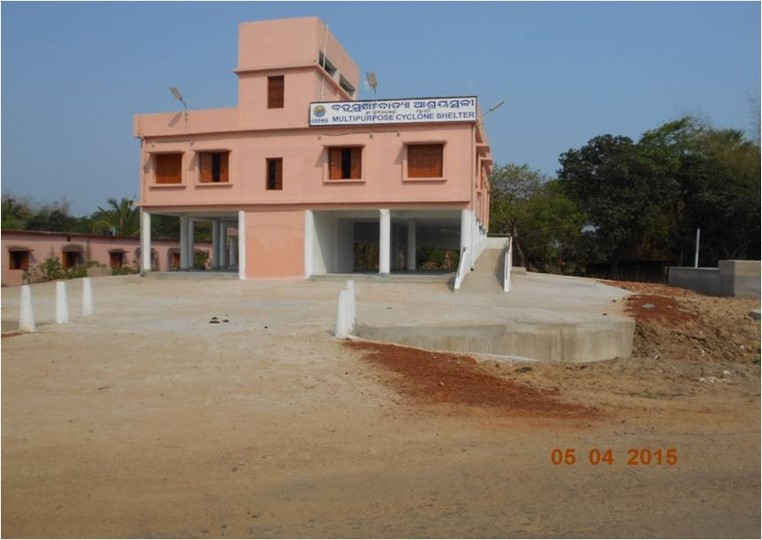 ବହୁମୁଖୀ ବାତ୍ୟା ଆଶ୍ରୟସ୍ଥଳୀ
MULTIPURPOSE CYCLONE SHELTER
05 04 2015